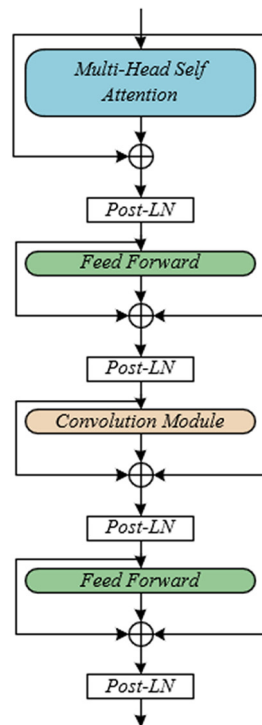 Multi-Head Self
Attention
Post-LN
Feed Forward
Post-LN
Convolution Module
Post-LN
Feed Forward
Post-LN